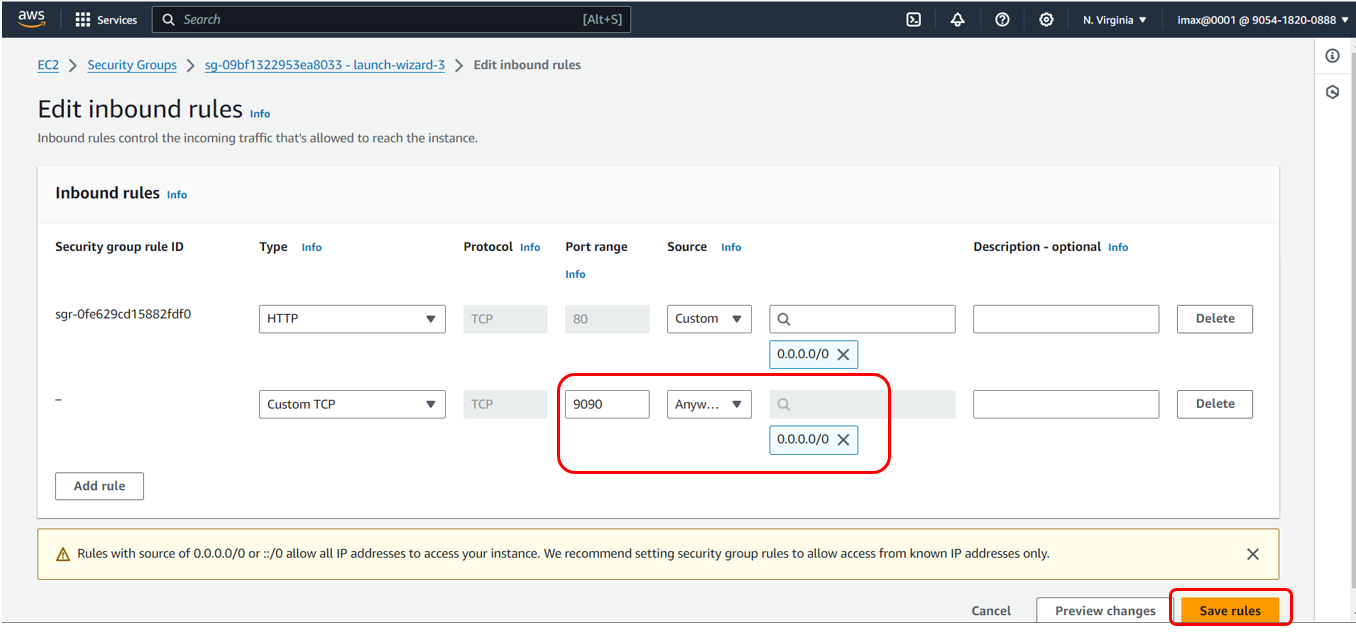 aws Services Search [Alt+S] N. Virginia imax@0001 @ 9054-1820-0888
EC2 Security Groups sg-09bf1322953ea8033 - launch-wizard-3 Edit inbound rules
Edit inbound rules Info
Inbound rules control the incoming traffic that's allowed to reach the instance.
Inbound rules Info
Security group rule ID Type Info Protocol Info Port range Source Info Description - optional Info
Info
sgr-0fe629cd15882fdf0 HTTP TCP 80 Custom Delete
0.0.0.0/0
– Custom TCP TCP 9090 Anyw... Delete
0.0.0.0/0
Add rule
Rules with source of 0.0.0.0/0 or ::/0 allow all IP addresses to access your instance. We recommend setting security group rules to allow access from known IP addresses only.
Cancel Preview changes Save rules